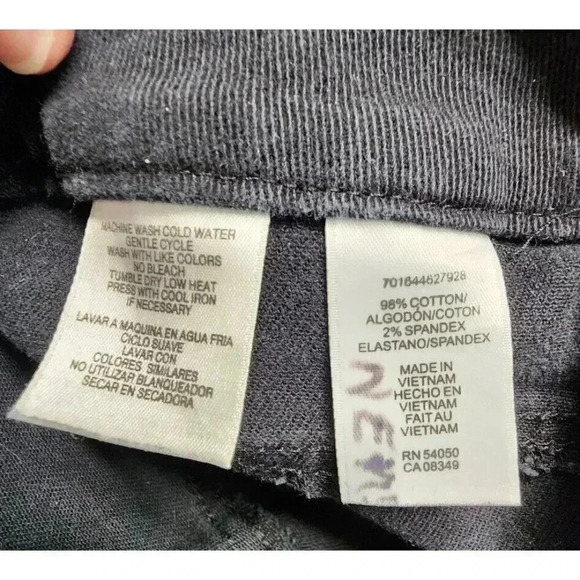 MACHINE WASH COLD WATER
GENTLE CYCLE
WASH WITH LIKE COLORS
NO BLEACH
TUMBLE DRY LOW HEAT
PRESS WITH COOL IRON
IF NECESSARY
LAVAR A MAQUINA EN AGUA FRIA
CICLO SUAVE
LAVAR CON
COLORES SIMILARES
NO UTILIZAR BLANQUEADOR
SECAR EN SECADORA
701644627928
98% COTTON/
ALGODÓN/COTON
2% SPANDEX
ELASTANO/SPANDEX
MADE IN
VIETNAM
HECHO EN
VIETNAM
FAIT AU
VIETNAM
RN 54050
CA 08349